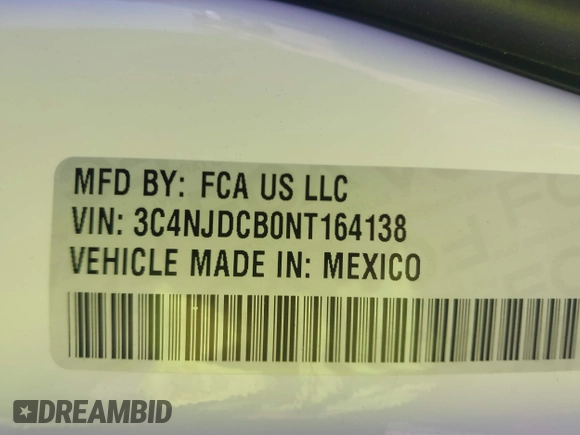 MFD BY: FCA US LLC
VIN: 3C4NJDCB0NT164138
VEHICLE MADE IN: MEXICO
DREAMBID